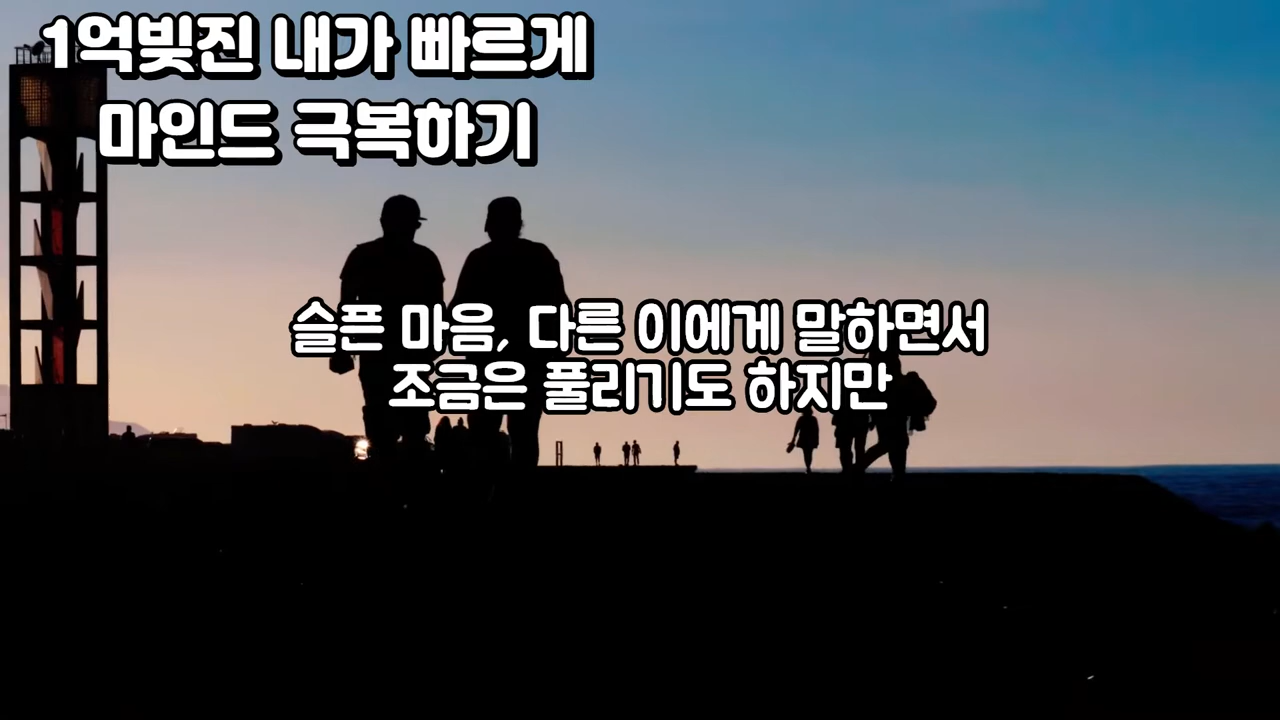 1억빚진 내가 빠르게
마인드 극복하기
슬픈 마음, 다른 이에게 말하면서
조금은 풀리기도 하지만